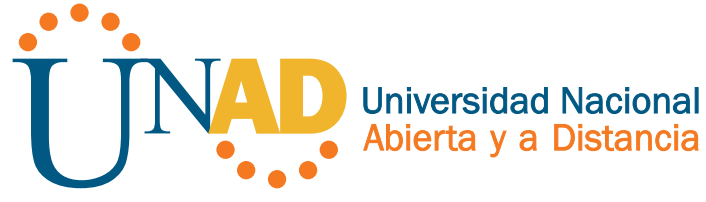 UNAD
Universidad Nacional
Abierta y a Distancia